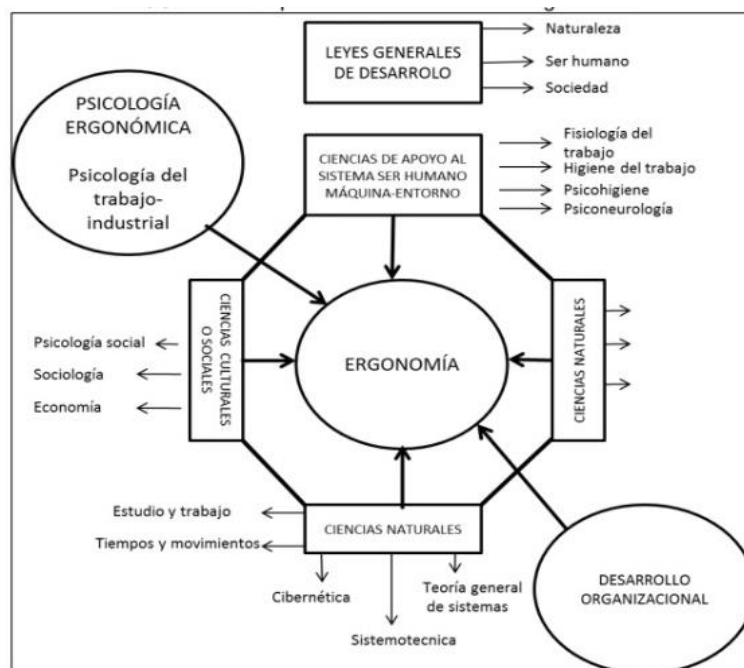 LEYES GENERALES
DE DESARROLO
Naturaleza
Ser humano
Sociedad
PSICOLOGÍA
ERGONÓMICA
Psicología del
trabajo-
industrial
CIENCIAS DE APOYO AL
SISTEMA SER HUMANO
MÁQUINA-ENTORNO
Fisiología del
trabajo
Higiene del trabajo
Psicohigiene
Psiconeurología
CIENCIAS CULTURALES
O SOCIALES
Psicología social
Sociología
Economía
ERGONOMÍA
CIENCIAS NATURALES
Estudio y trabajo
Tiempos y movimientos
CIENCIAS NATURALES
Cibernética
Sistemotecnica
Teoría general
de sistemas
DESARROLLO
ORGANIZACIONAL